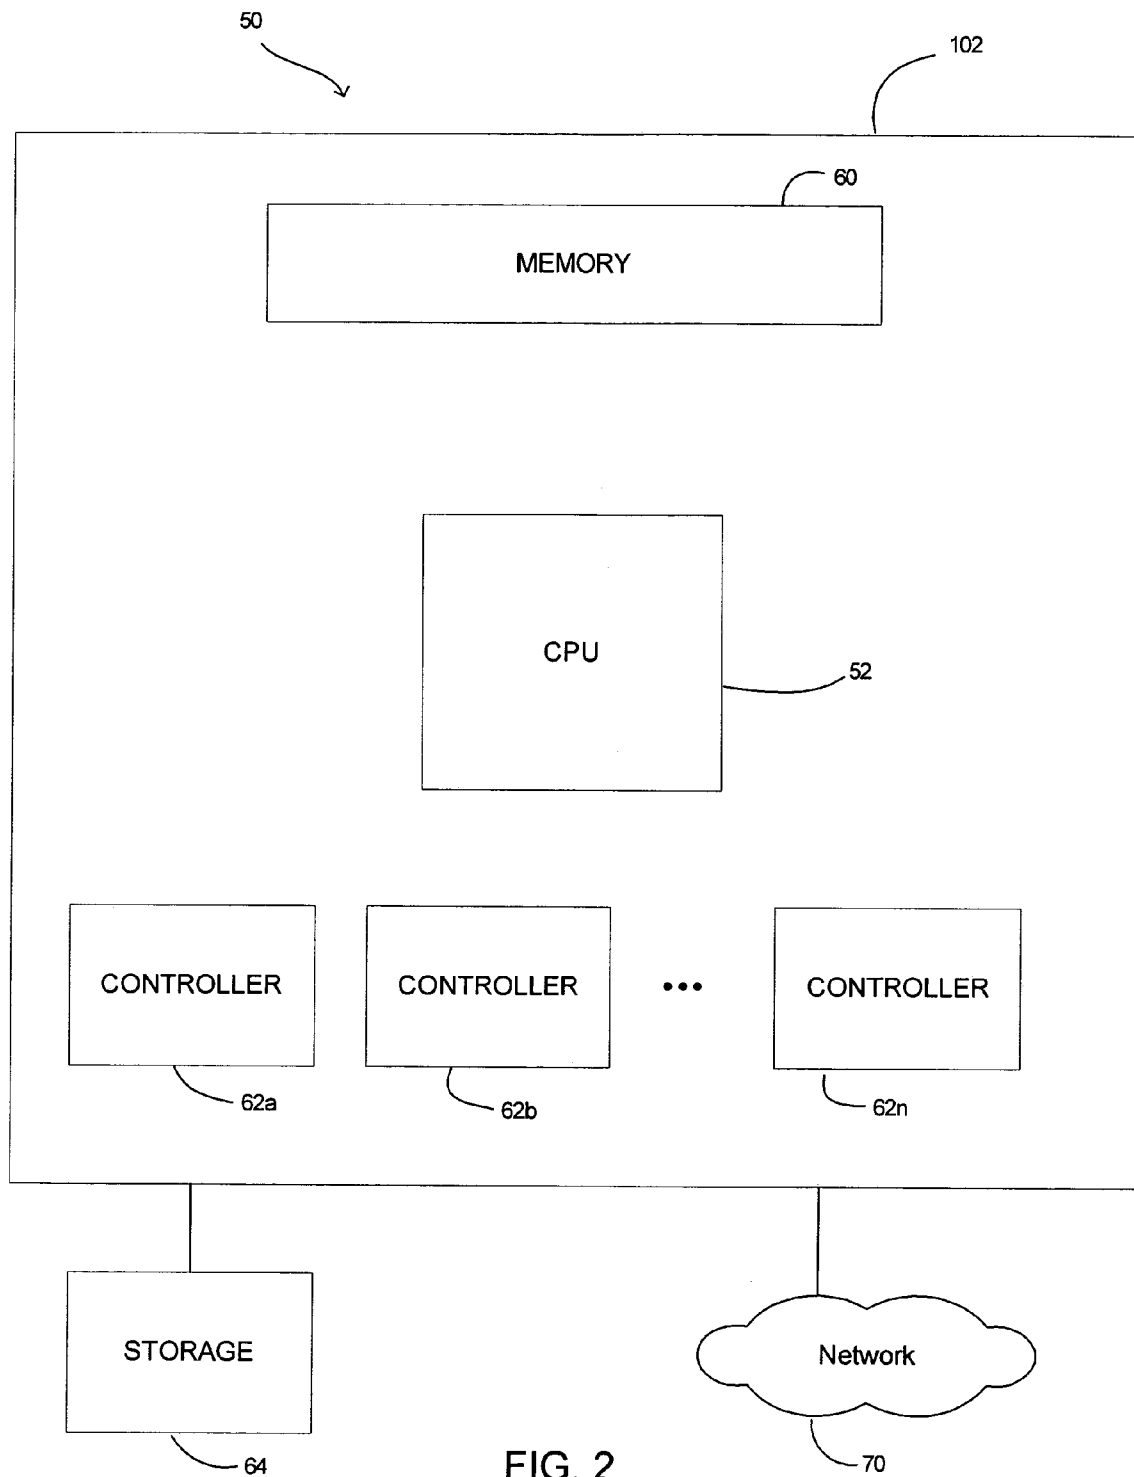 50
102
60
MEMORY
CPU
52
CONTROLLER
CONTROLLER
•••
CONTROLLER
62a
62b
62n
STORAGE
Network
64
FIG. 2
70